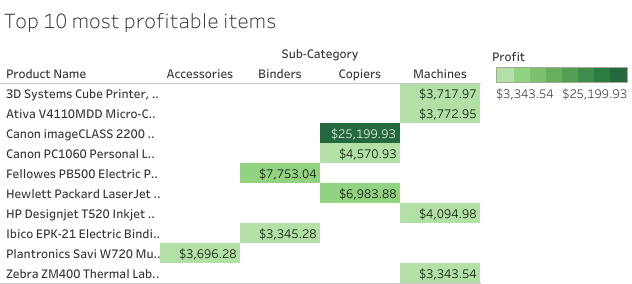 Top 10 most profitable items
Sub-Category
Product Name Accessories Binders Copiers Machines
3D Systems Cube Printer, .. $3,717.97
Ativa V4110MDD Micro-C.. $3,772.95
Canon imageCLASS 2200 .. $25,199.93
Canon PC1060 Personal L.. $4,570.93
Fellowes PB500 Electric P.. $7,753.04
Hewlett Packard LaserJet .. $6,983.88
HP Designjet T520 Inkjet .. $4,094.98
Ibico EPK-21 Electric Bindi.. $3,345.28
Plantronics Savi W720 Mu.. $3,696.28
Zebra ZM400 Thermal Lab.. $3,343.54
Profit
$3,343.54 $25,199.93